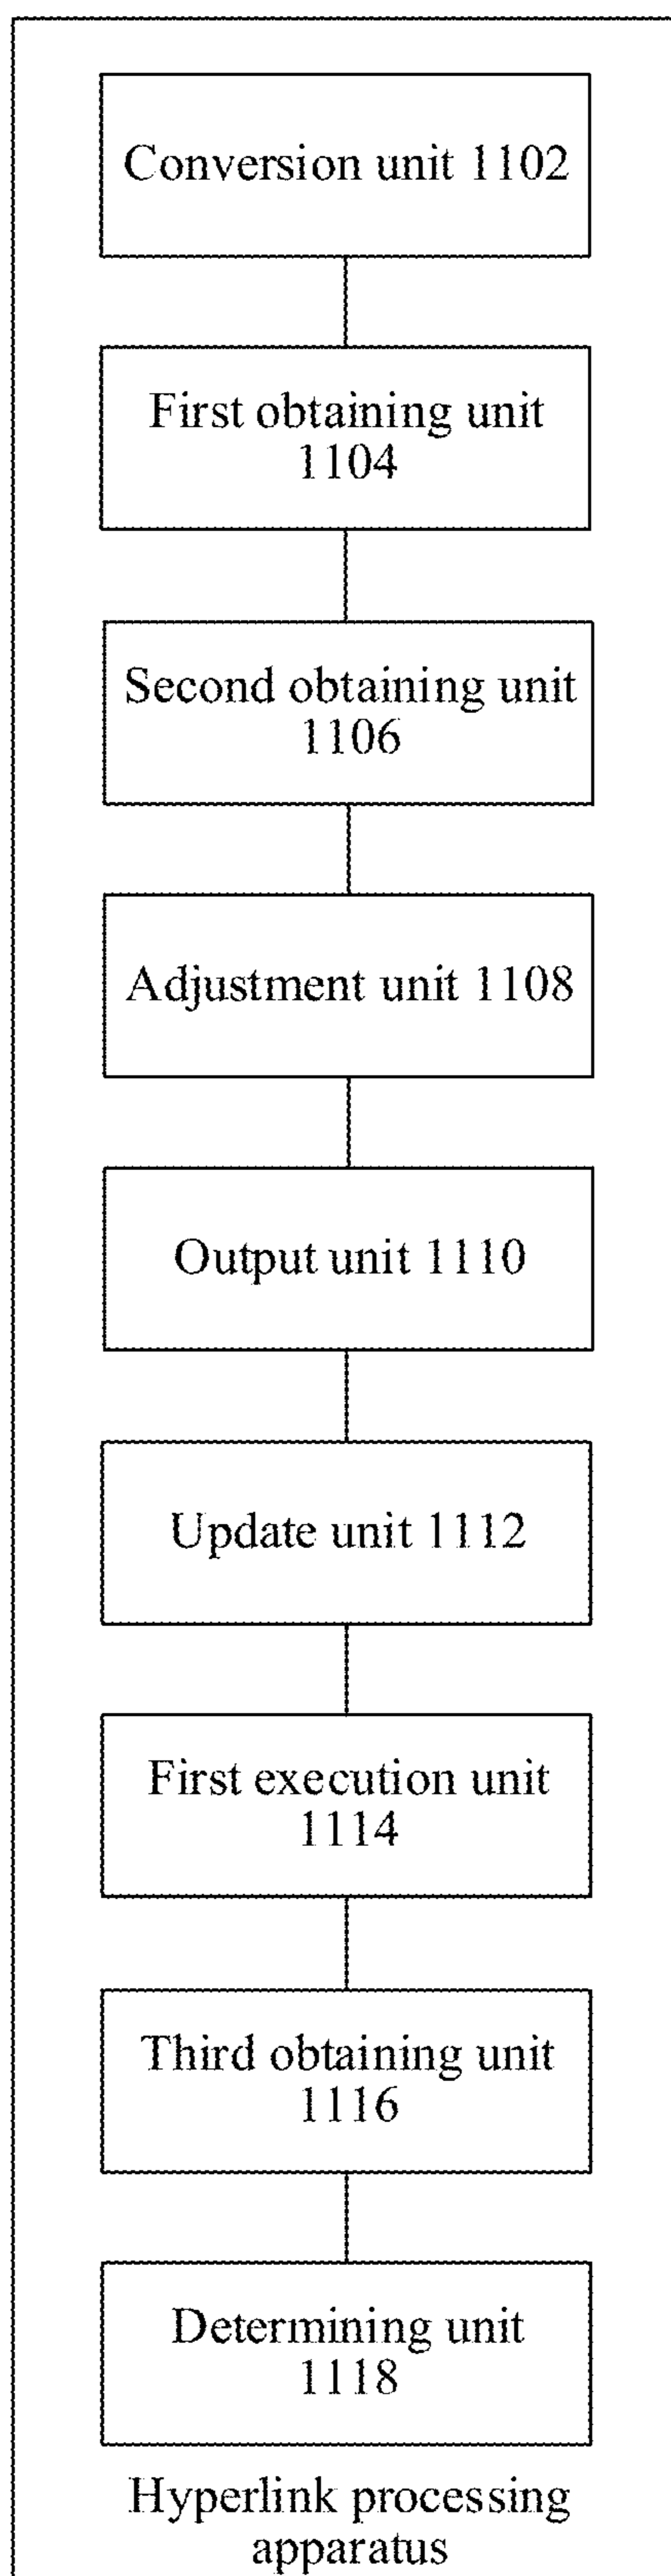 Conversion unit 1102
First obtaining unit
1104
Second obtaining unit
1106
Adjustment unit 1108
Output unit 1110
Update unit 1112
First execution unit
1114
Third obtaining unit
1116
Determining unit
1118
Hyperlink processing
apparatus